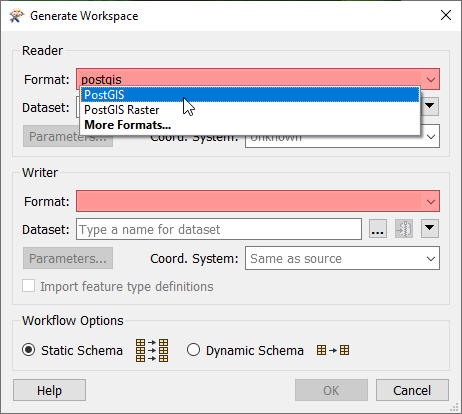 Generate Workspace
Reader
Format: postgis
PostGIS
Dataset:
PostGIS Raster
More Formats...
Parameters... Coord. System: Unknown
Writer
Format:
Dataset: Type a name for dataset ...
Parameters... Coord. System: Same as source
Import feature type definitions
Workflow Options
Static Schema Dynamic Schema
Help OK Cancel